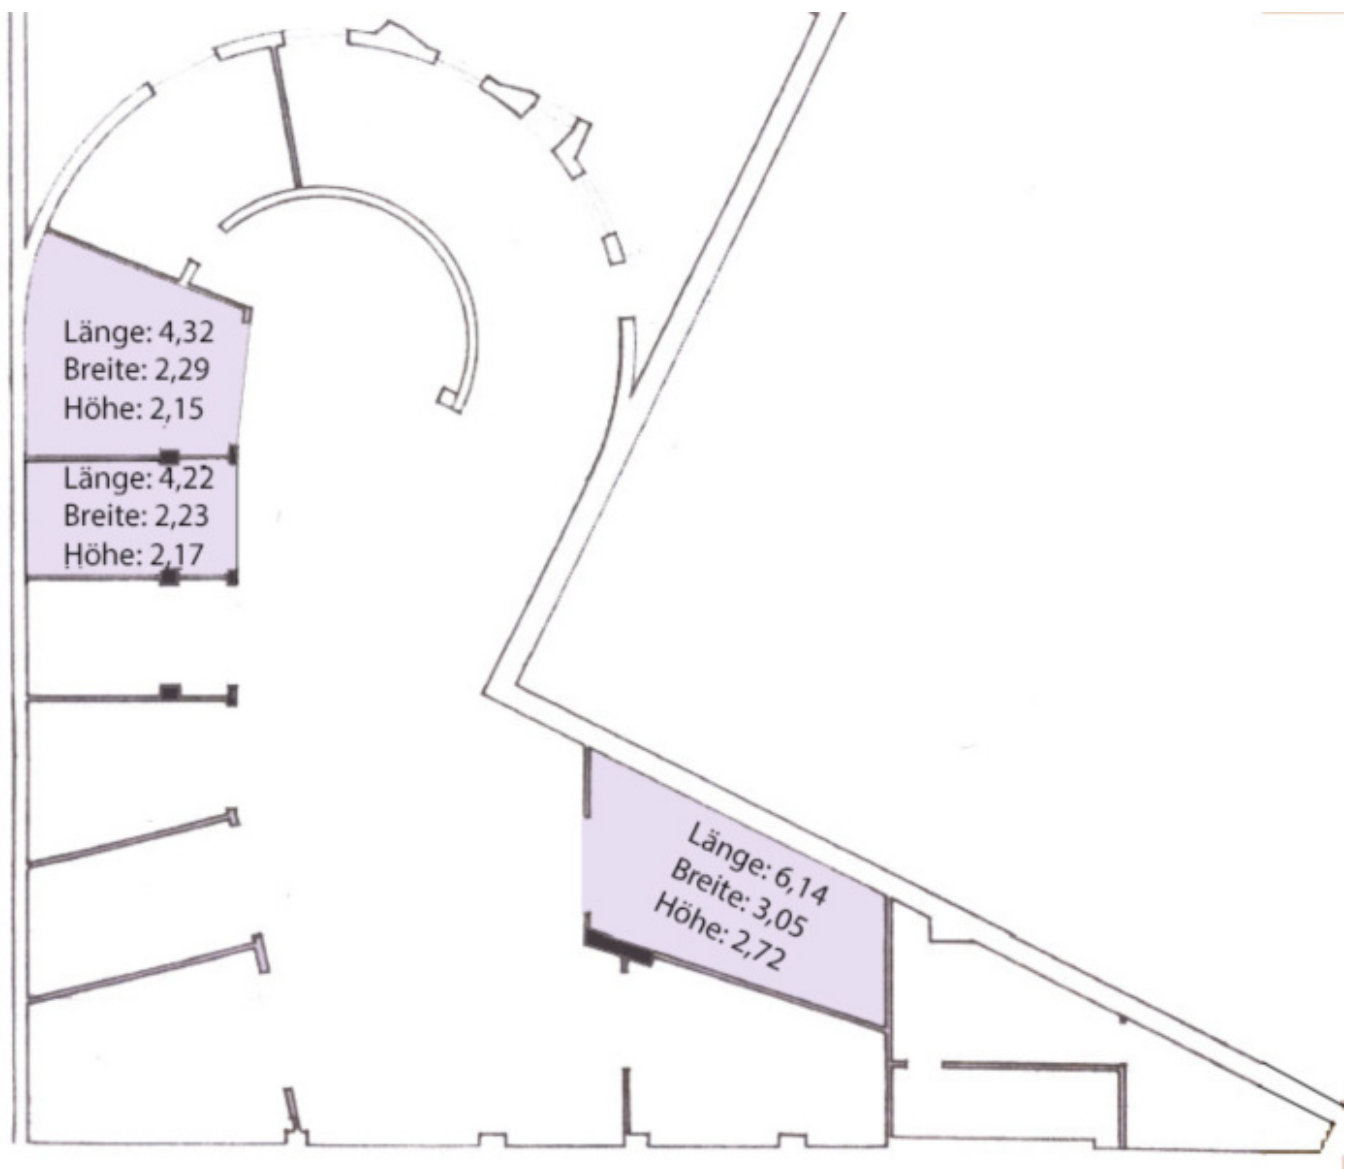 Länge: 4,32
Breite: 2,29
Höhe: 2,15
Länge: 4,22
Breite: 2,23
Höhe: 2,17
Länge: 6,14
Breite: 3,05
Höhe: 2,72